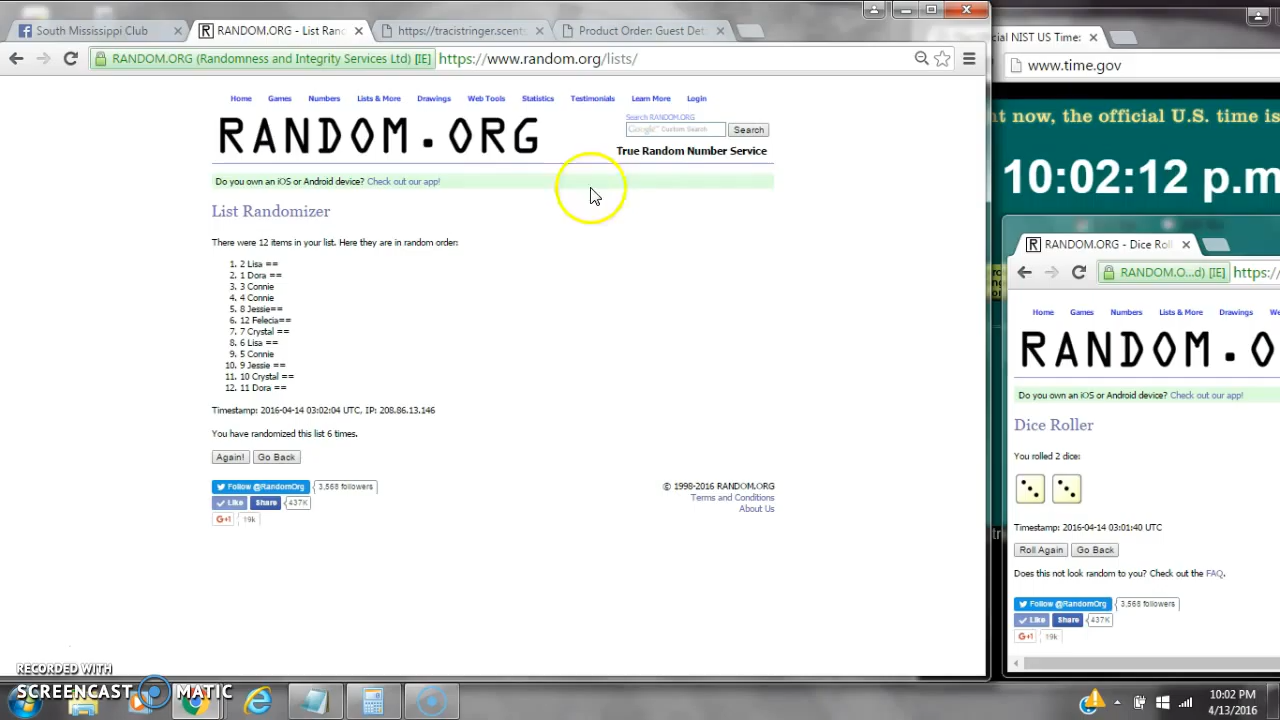 South Mississippi Club
RANDOM.ORG - List Ran
https://tracistringer.scents
Product Order: Guest Det
RANDOM.ORG (Randomness and Integrity Services Ltd) [IE]
https://www.random.org/lists/
Home Games Numbers Lists & More Drawings Web Tools Statistics Testimonials Learn More Login
RANDOM.ORG
Search RANDOM.ORG
Google Custom Search
Search
True Random Number Service
Do you own an iOS or Android device? Check out our app!
List Randomizer
There were 12 items in your list. Here they are in random order:
1. 2 Lisa ==
2. 1 Dora ==
3. 3 Connie
4. 4 Connie
5. 8 Jessie==
6. 12 Felecia==
7. 7 Crystal ==
8. 6 Lisa ==
9. 5 Connie
10. 9 Jessie ==
11. 10 Crystal ==
12. 11 Dora ==
Timestamp: 2016-04-14 03:02:04 UTC, IP: 208.86.13.146
You have randomized this list 6 times.
Again! Go Back
Follow @RandomOrg 3,568 followers
Like Share 437K
G+1 19k
© 1998-2016 RANDOM.ORG
Terms and Conditions
About Us
cial NIST US Time:
www.time.gov
t now, the official U.S. time is
10:02:12 p.m
RANDOM.ORG - Dice Roll
RANDOM.O...d) [IE]
https:/
Home Games Numbers Lists & More Drawings We
RANDOM.O
Do you own an iOS or Android device? Check out our app!
Dice Roller
You rolled 2 dice:
Timestamp: 2016-04-14 03:01:40 UTC
Roll Again Go Back
Does this not look random to you? Check out the FAQ.
Follow @RandomOrg 3,568 followers
Like Share 437K
G+1 19k
RECORDED WITH
SCREENCAST MATIC
10:02 PM
4/13/2016